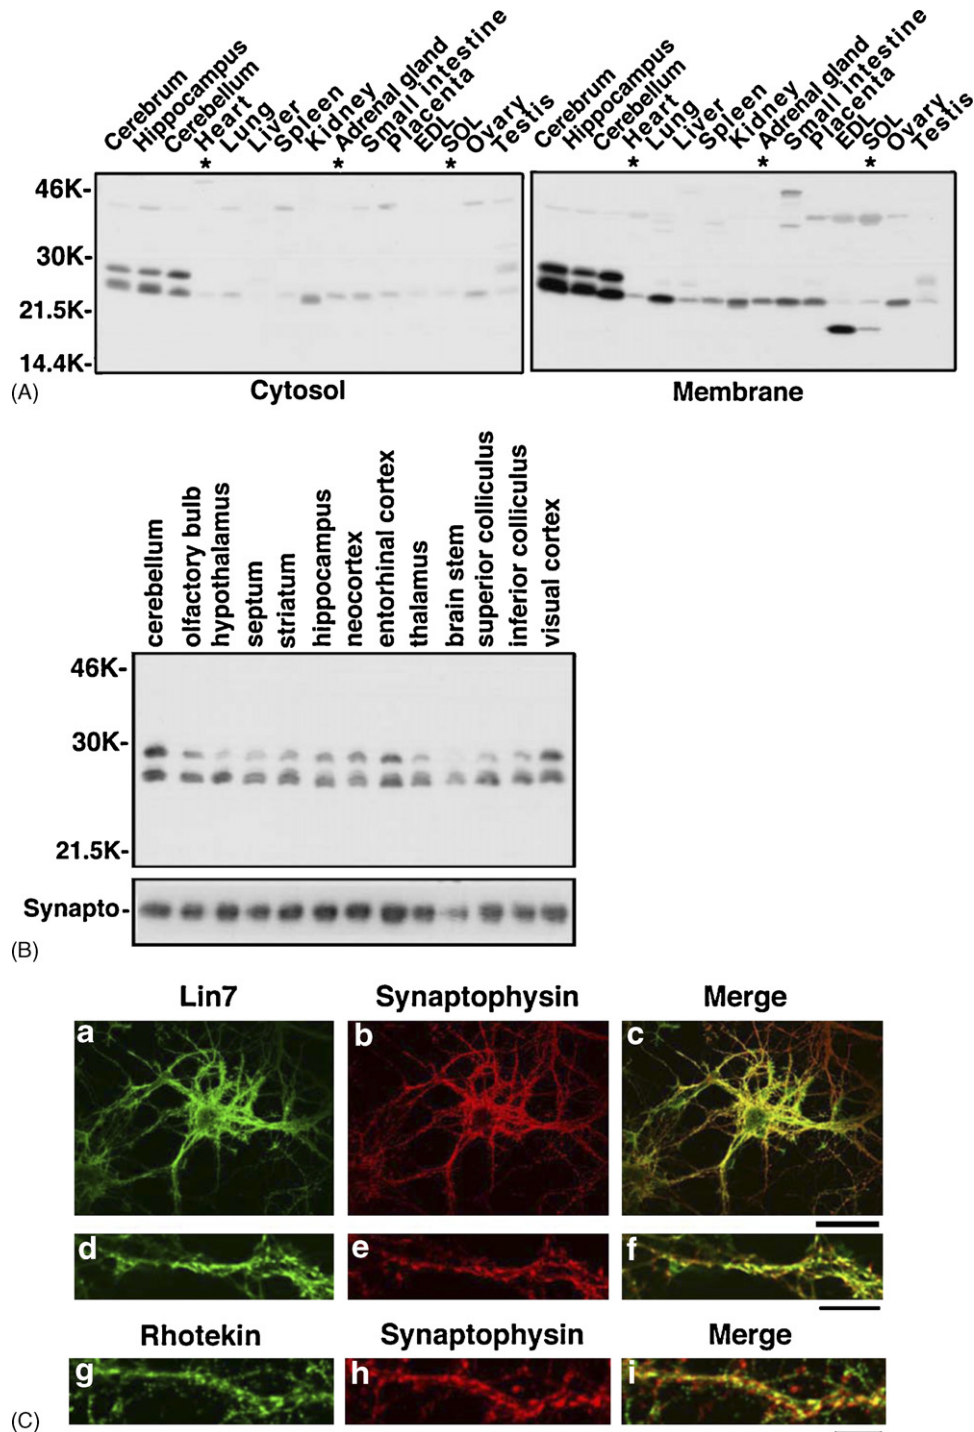 Cerebrum Hippocampus Cerebellum Heart Lung Liver Spleen Kidney Adrenal gland Small intestine Placenta EDL SOL Ovary Testis
Cerebrum Hippocampus Cerebellum Heart Lung Liver Spleen Kidney Adrenal gland Small intestine Placenta EDL SOL Ovary Testis
* * * * * *
46K-
30K-
21.5K-
14.4K-
(A)
Cytosol
Membrane
cerebellum
olfactory bulb
hypothalamus
septum
striatum
hippocampus
neocortex
entorhinal cortex
thalamus
brain stem
superior colliculus
inferior colliculus
visual cortex
46K-
30K-
21.5K-
Synapto-
(B)
Lin7 Synaptophysin Merge
a b c
d e f
Rhotekin Synaptophysin Merge
g h i
(C)